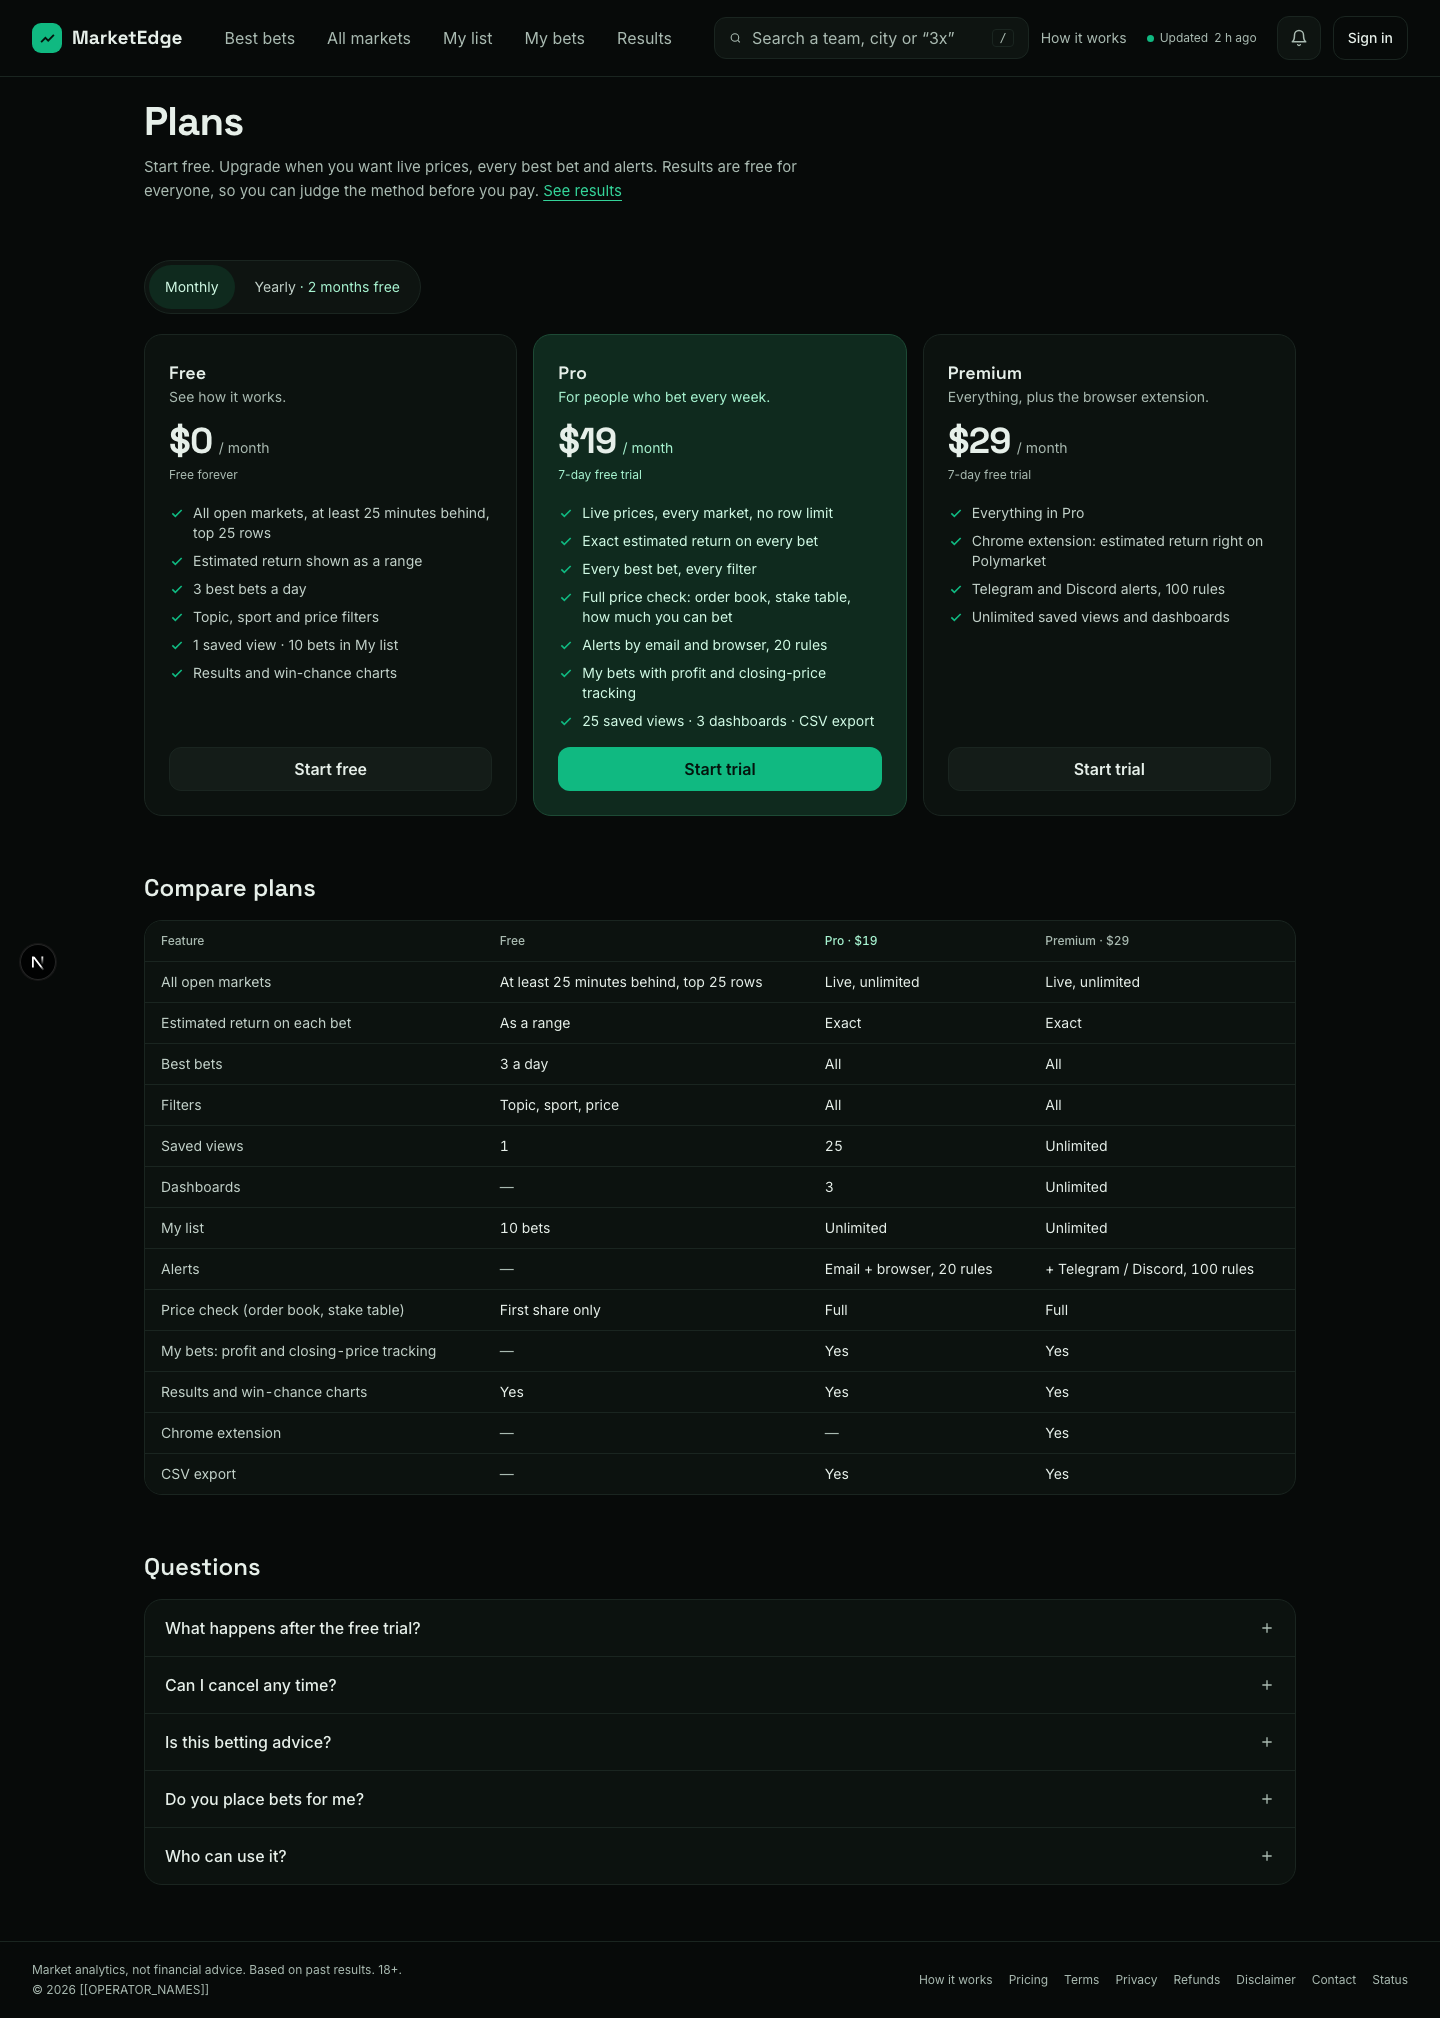 MarketEdge
Best bets
All markets
My list
My bets
Results
Search a team, city or “3x”
/
How it works
Updated 2 h ago
Sign in
Plans
Start free. Upgrade when you want live prices, every best bet and alerts. Results are free for
everyone, so you can judge the method before you pay. See results
Monthly
Yearly · 2 months free
Free
See how it works.
$0 / month
Free forever
All open markets, at least 25 minutes behind,
top 25 rows
Estimated return shown as a range
3 best bets a day
Topic, sport and price filters
1 saved view · 10 bets in My list
Results and win-chance charts
Start free
Pro
For people who bet every week.
$19 / month
7-day free trial
Live prices, every market, no row limit
Exact estimated return on every bet
Every best bet, every filter
Full price check: order book, stake table,
how much you can bet
Alerts by email and browser, 20 rules
My bets with profit and closing-price
tracking
25 saved views · 3 dashboards · CSV export
Start trial
Premium
Everything, plus the browser extension.
$29 / month
7-day free trial
Everything in Pro
Chrome extension: estimated return right on
Polymarket
Telegram and Discord alerts, 100 rules
Unlimited saved views and dashboards
Start trial
Compare plans
Feature Free Pro · $19 Premium · $29
All open markets At least 25 minutes behind, top 25 rows Live, unlimited Live, unlimited
Estimated return on each bet As a range Exact Exact
Best bets 3 a day All All
Filters Topic, sport, price All All
Saved views 1 25 Unlimited
Dashboards — 3 Unlimited
My list 10 bets Unlimited Unlimited
Alerts — Email + browser, 20 rules + Telegram / Discord, 100 rules
Price check (order book, stake table) First share only Full Full
My bets: profit and closing-price tracking — Yes Yes
Results and win-chance charts Yes Yes Yes
Chrome extension — — Yes
CSV export — Yes Yes
N
Questions
What happens after the free trial? +
Can I cancel any time? +
Is this betting advice? +
Do you place bets for me? +
Who can use it? +
Market analytics, not financial advice. Based on past results. 18+.
© 2026 [[OPERATOR_NAMES]]
How it works Pricing Terms Privacy Refunds Disclaimer Contact Status